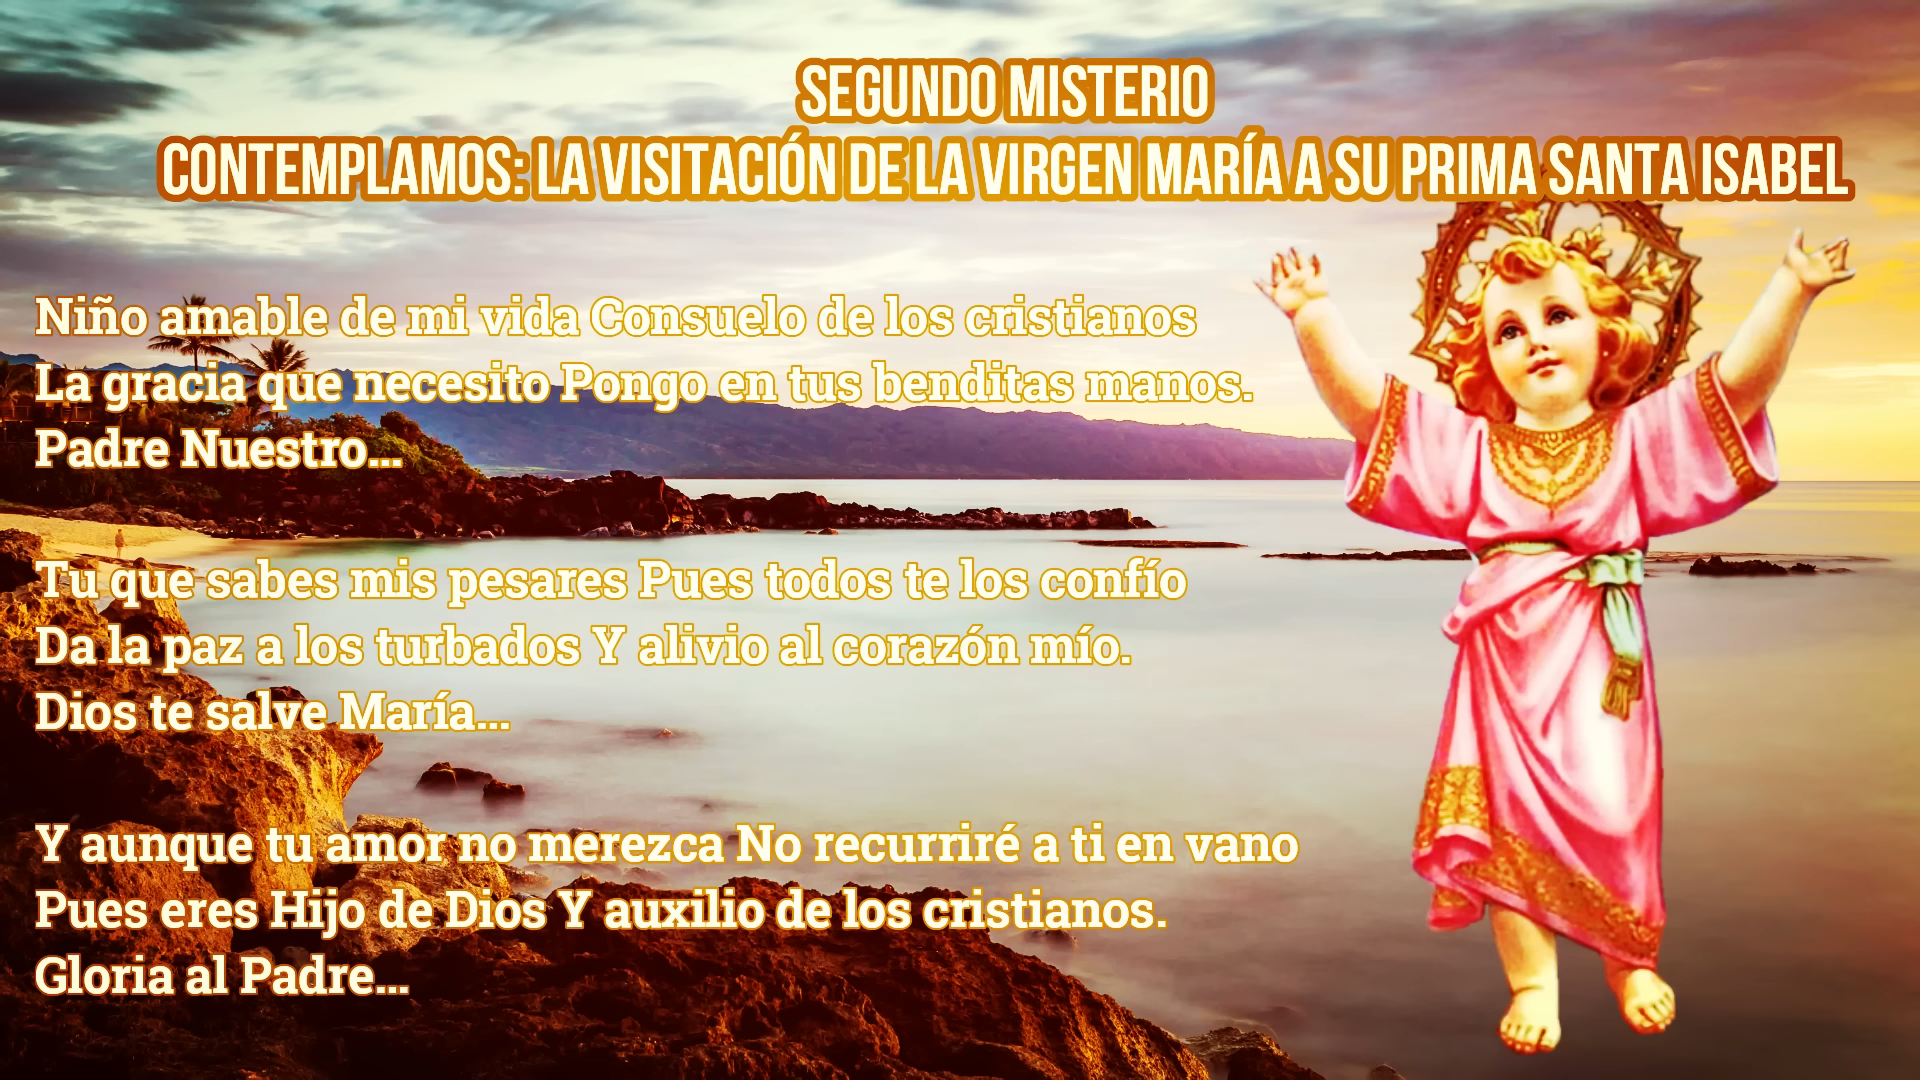 SEGUNDO MISTERIO
CONTEMPLAMOS: LA VISITACIÓN DE LA VIRGEN MARÍA A SU PRIMA SANTA ISABEL
Niño amable de mi vida Consuelo de los cristianos
La gracia que necesito Pongo en tus benditas manos.
Padre Nuestro...
Tu que sabes mis pesares Pues todos te los confío
Da la paz a los turbados Y alivio al corazón mío.
Dios te salve María...
Y aunque tu amor no merezca No recurriré a ti en vano
Pues eres Hijo de Dios Y auxilio de los cristianos.
Gloria al Padre...